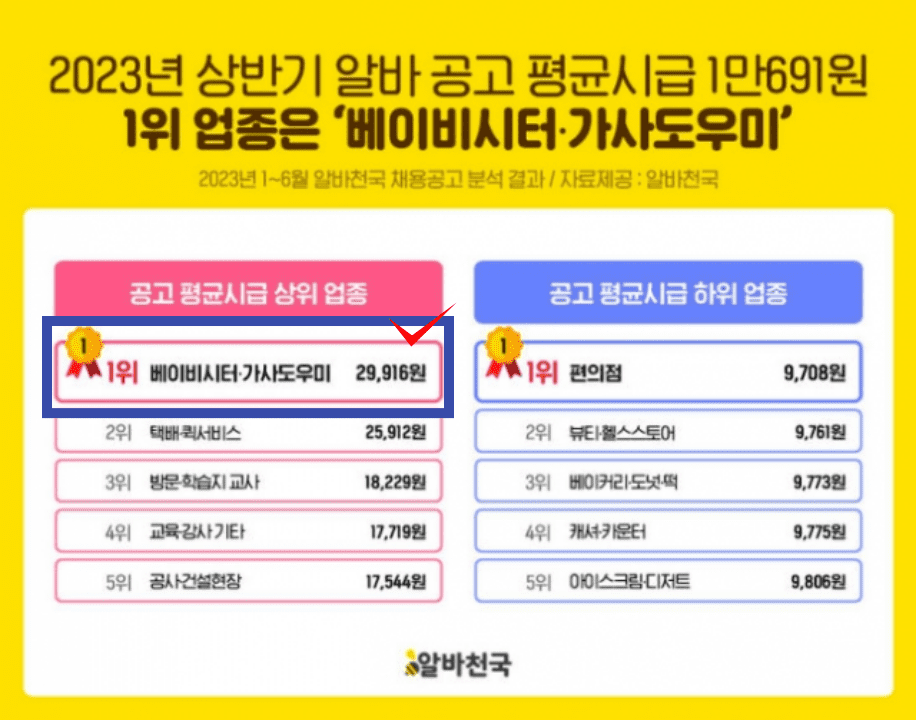 2023년 상반기 알바 공고 평균시급 1만691원
1위 업종은 ‘베이비시터·가사도우미’
2023년 1~6월 알바천국 채용공고 분석 결과 / 자료제공 : 알바천국
공고 평균시급 상위 업종
1
1위 베이비시터·가사도우미 29,916원
2위 택배·퀵서비스 25,912원
3위 방문·학습지 교사 18,229원
4위 교육·강사 기타 17,719원
5위 공사·건설현장 17,544원
공고 평균시급 하위 업종
1
1위 편의점 9,708원
2위 뷰티·헬스스토어 9,761원
3위 베이커리·도넛·떡 9,773원
4위 캐셔·카운터 9,775원
5위 아이스크림·디저트 9,806원
알바천국